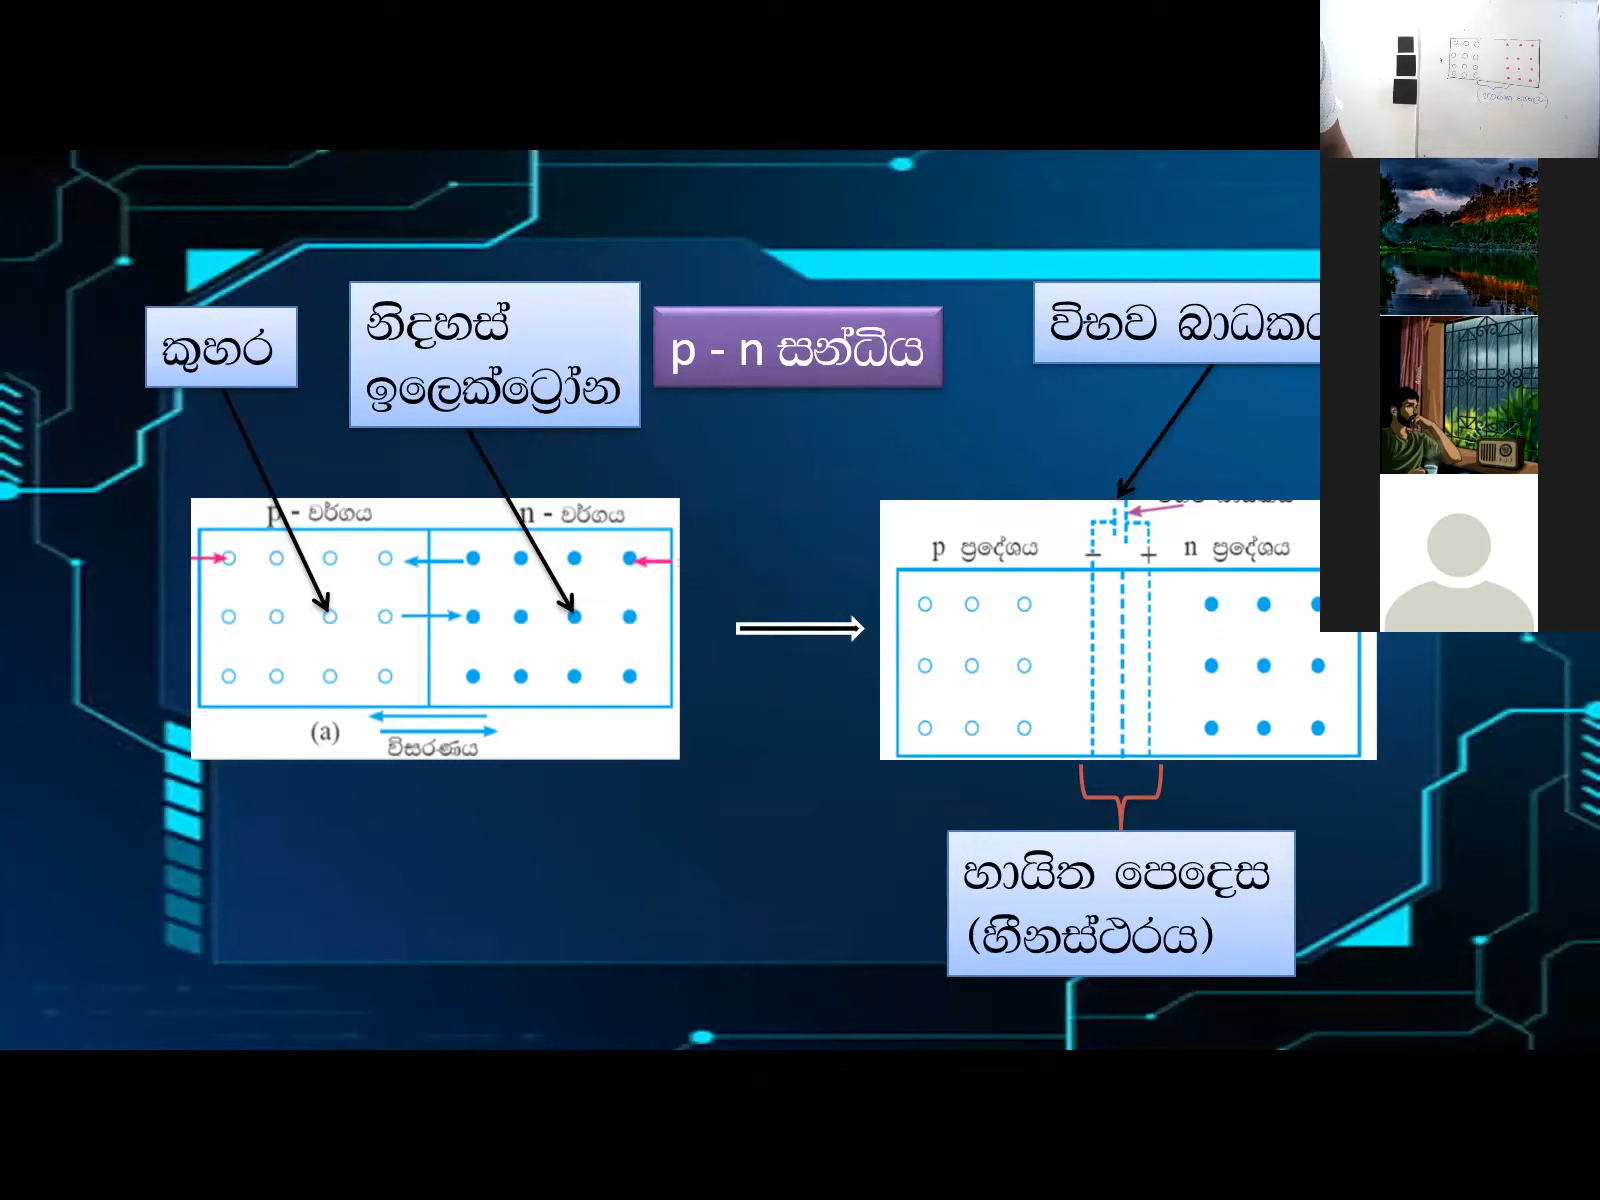 කුහර
නිදහස්
ඉලෙක්ට්‍රෝන
p - n සන්ධිය
විභව බාධක
p - වර්ගය
n - වර්ගය
(a)
විසරණය
p ප්‍රදේශය
−
+
n ප්‍රදේශය
හායිත පෙදෙස
(හීනස්ථරය)